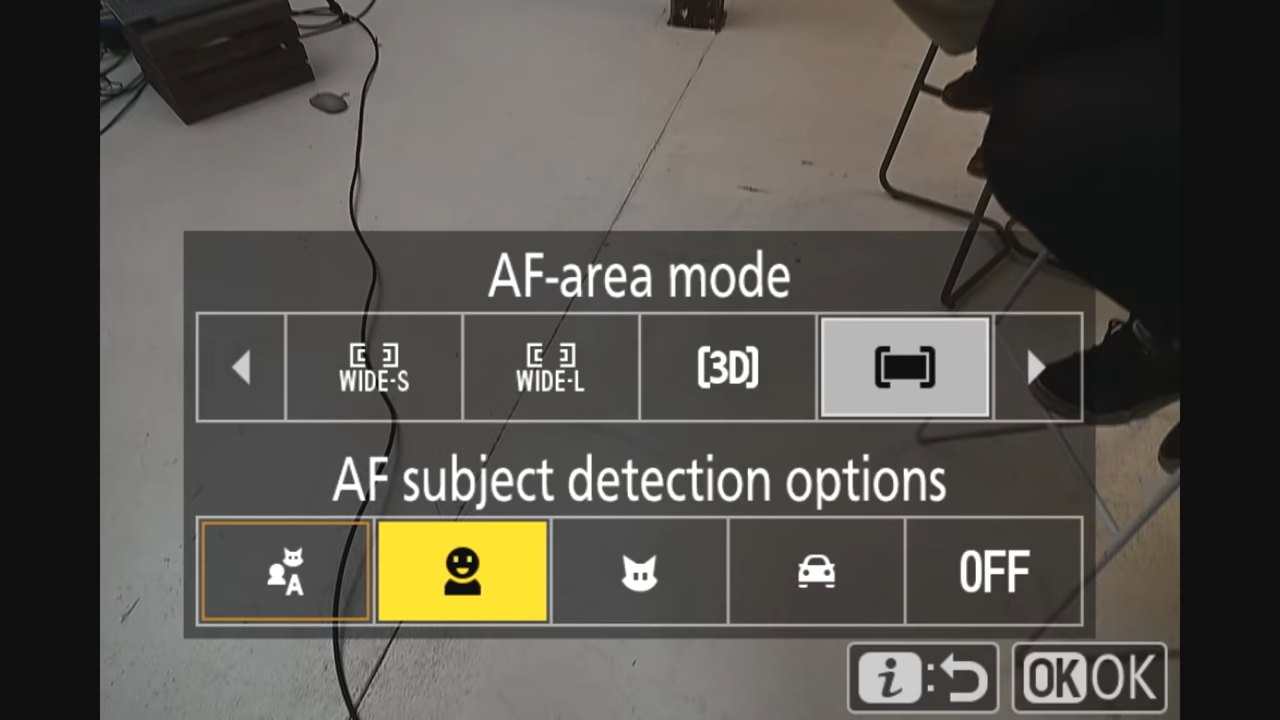 AF-area mode
WIDE-S WIDE-L [3D]
AF subject detection options
A OFF
i : OK OK